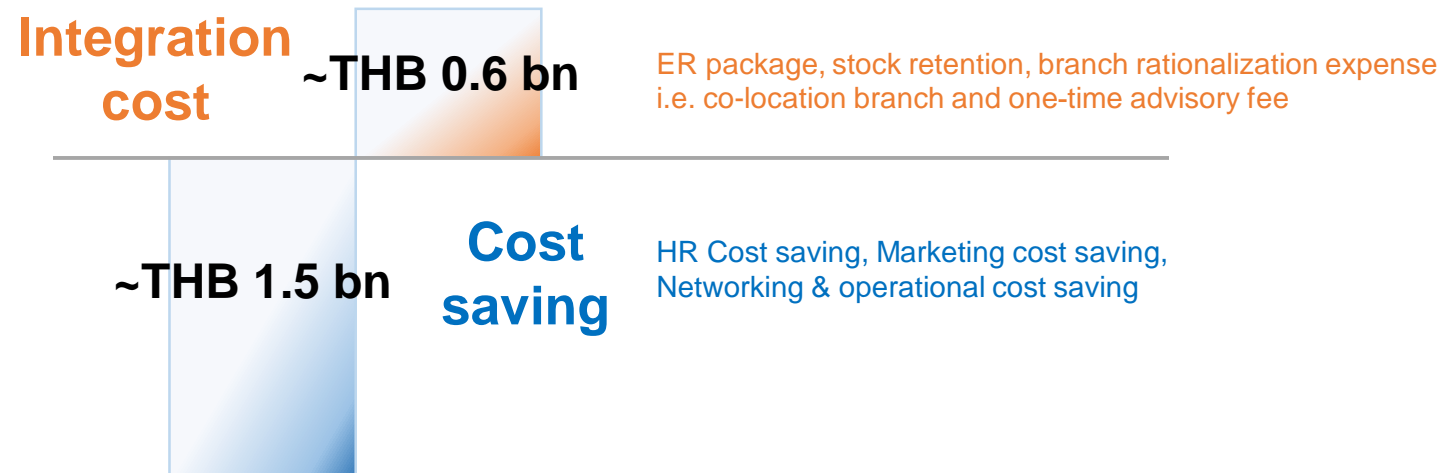 Integration
cost
~THB 0.6 bn
ER package, stock retention, branch rationalization expense
i.e. co-location branch and one-time advisory fee
~THB 1.5 bn
Cost
saving
HR Cost saving, Marketing cost saving,
Networking & operational cost saving